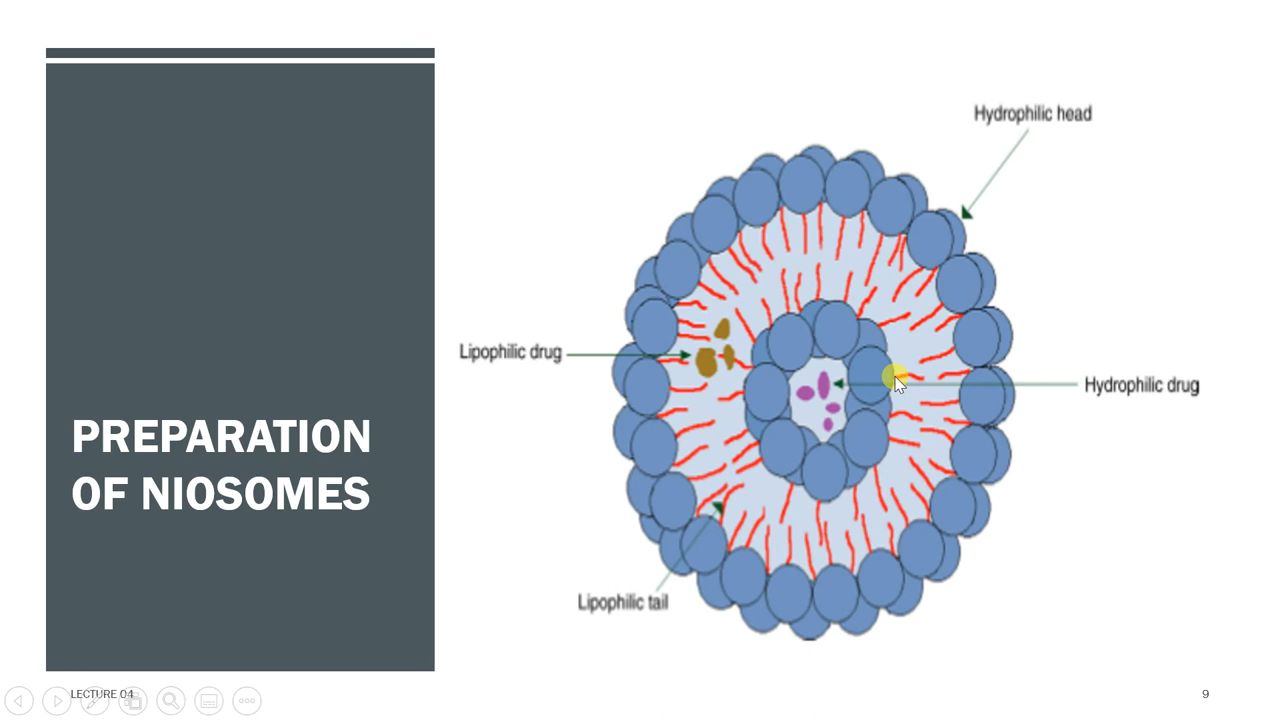 PREPARATION
OF NIOSOMES
Hydrophilic head
Lipophilic drug
Hydrophilic drug
Lipophilic tail
LECTURE 04
9